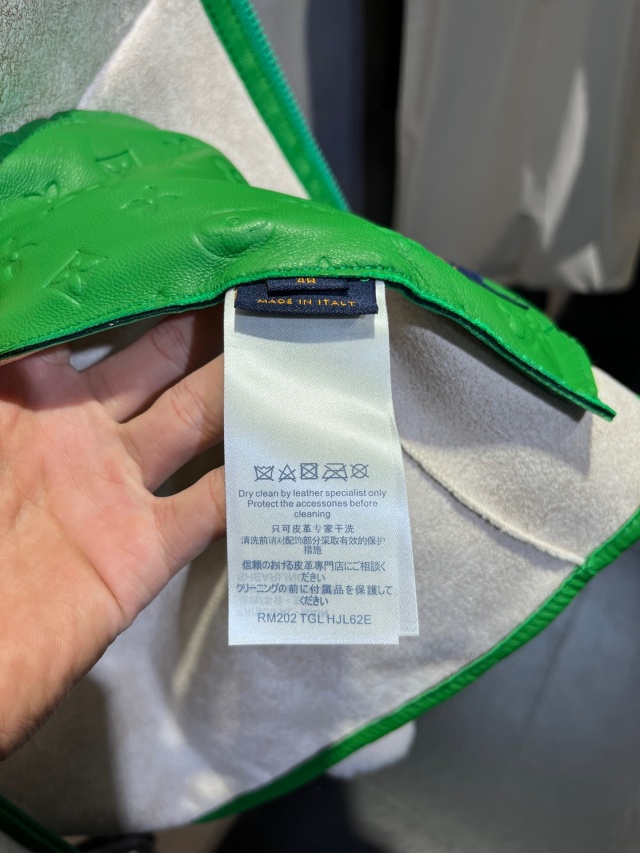 48
MADE IN ITALY
Dry clean by leather specialist only
Protect the accessories before
cleaning
只可皮革专家干洗
清洗前请对配饰部分采取有效的保护
措施
信頼のおける皮革専門店にご相談く
ださい
クリーニングの前に付属品を保護して
ください
RM202 TGL HJL62E